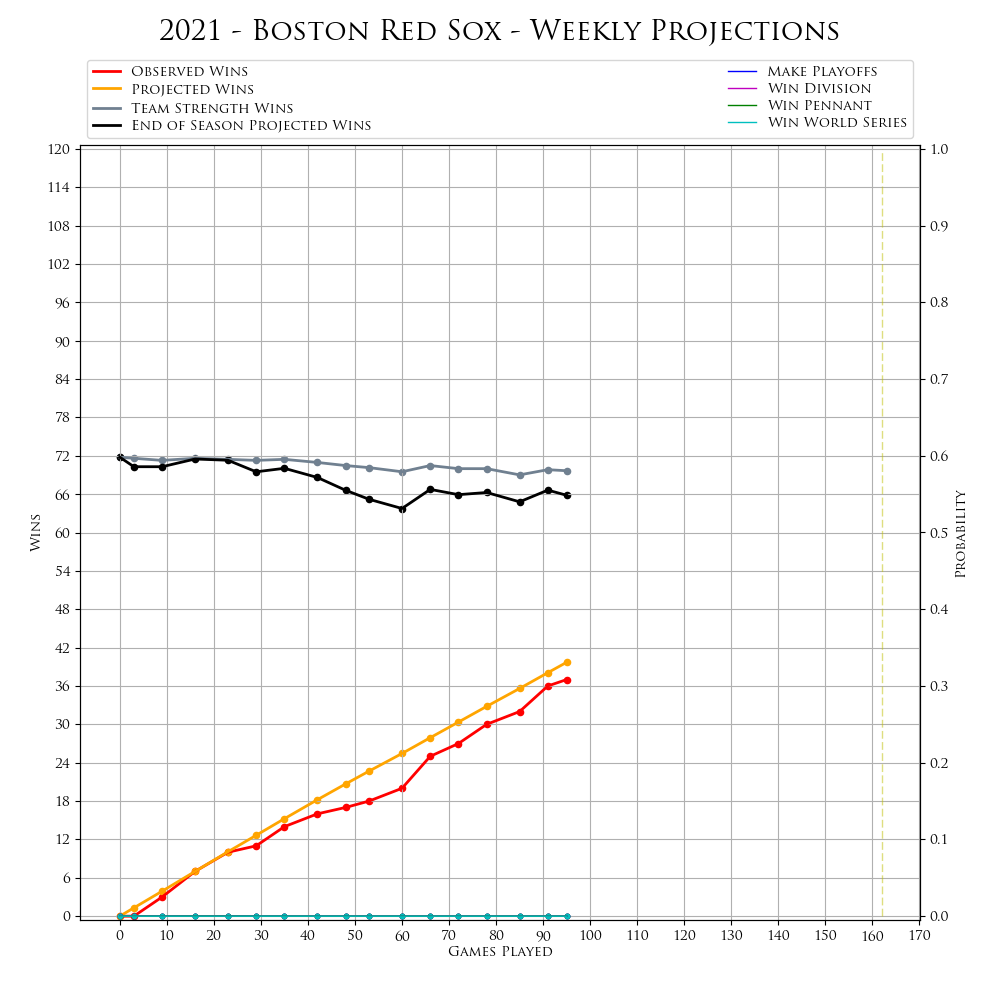 2021 - Boston Red Sox - Weekly Projections
Observed Wins
Projected Wins
Team Strength Wins
End of Season Projected Wins
Make Playoffs
Win Division
Win Pennant
Win World Series
120
114
108
102
96
90
84
78
72
66
60
54
48
42
36
30
24
18
12
6
0
Wins
1.0
0.9
0.8
0.7
0.6
0.5
0.4
0.3
0.2
0.1
0.0
Probability
0 10 20 30 40 50 60 70 80 90 100 110 120 130 140 150 160 170
Games Played